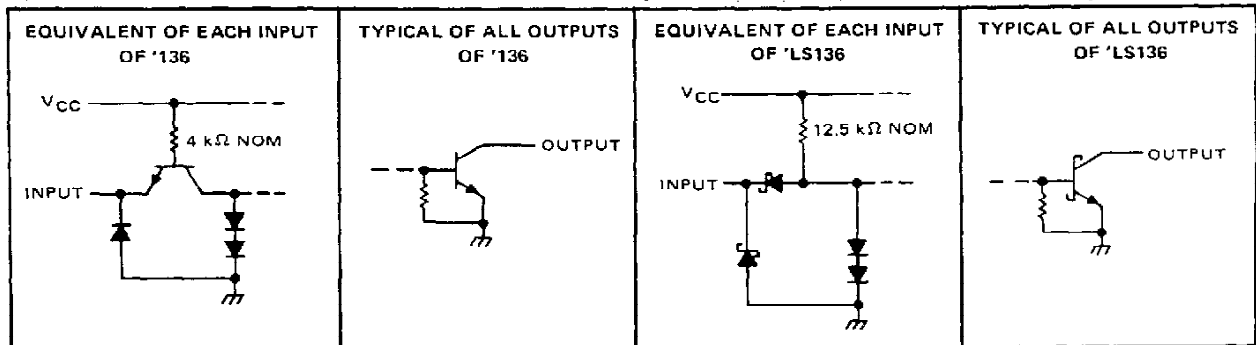 EQUIVALENT OF EACH INPUT
OF '136
VCC
4 kΩ NOM
INPUT
TYPICAL OF ALL OUTPUTS
OF '136
OUTPUT
EQUIVALENT OF EACH INPUT
OF 'LS136
VCC
12.5 kΩ NOM
INPUT
TYPICAL OF ALL OUTPUTS
OF 'LS136
OUTPUT